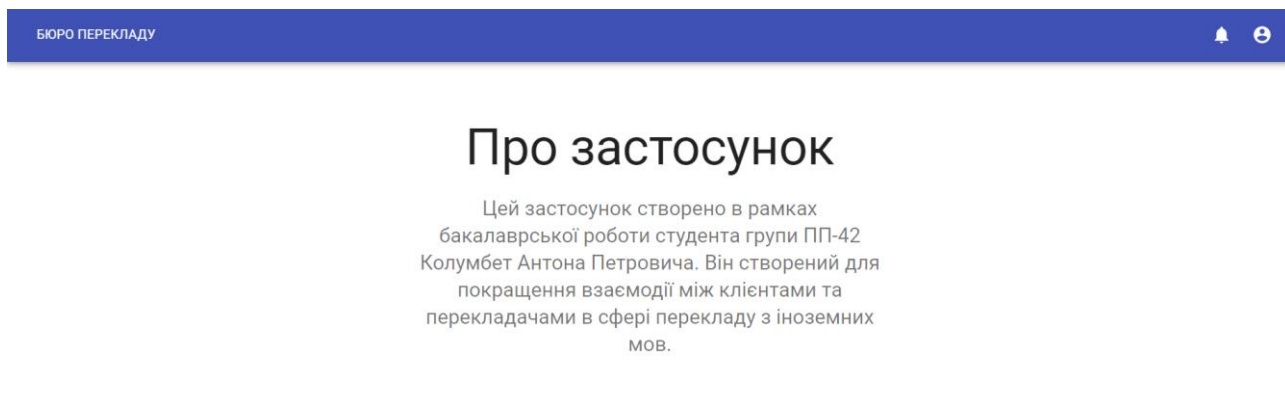 БЮРО ПЕРЕКЛАДУ
Про застосунок
Цей застосунок створено в рамках
бакалаврської роботи студента групи ПП-42
Колумбет Антона Петровича. Він створений для
покращення взаємодії між клієнтами та
перекладачами в сфері перекладу з іноземних
мов.